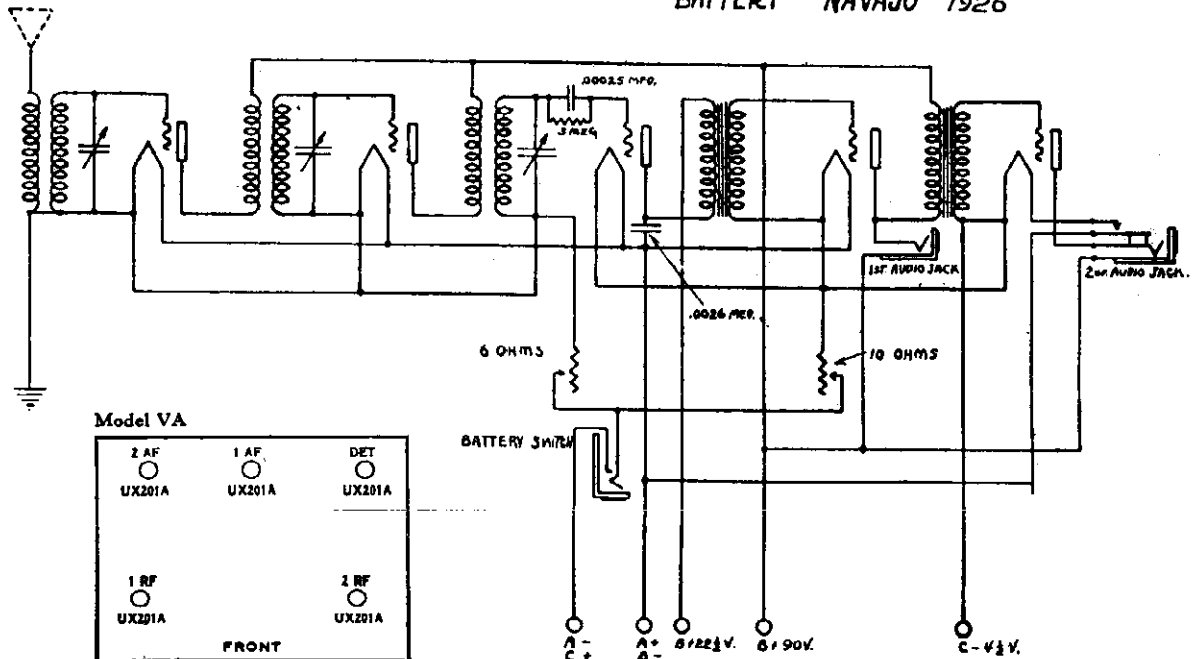 BATTERY "NAVAJO" 1926
.00025 MFD.
3 MEG
1ST AUDIO JACK
2ND AUDIO JACK.
.0026 MFD.
6 OHMS
10 OHMS
BATTERY SWITCH
Model VA
2 AF
UX201A
1 AF
UX201A
DET
UX201A
1 RF
UX201A
2 RF
UX201A
FRONT
A -
C +
A +
B -
B+22½V.
B+90V.
C-4½V.